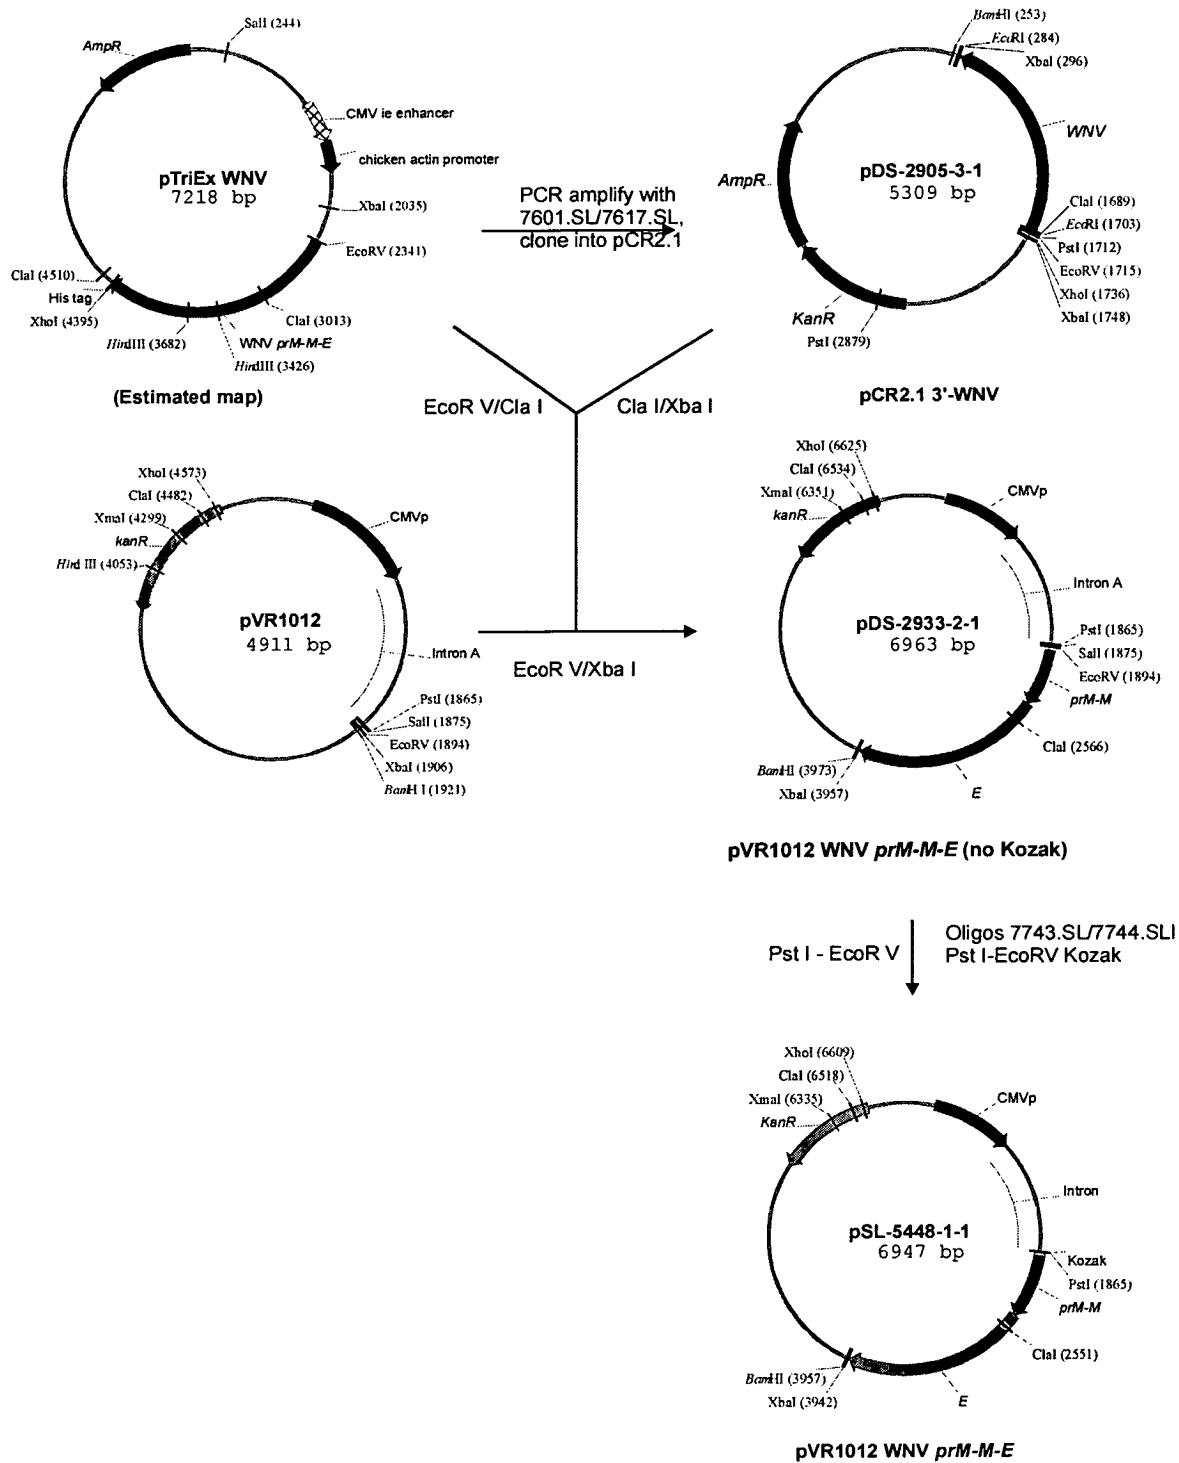 SalI (244)
AmpR
CMV ie enhancer
chicken actin promoter
pTriEx WNV
7218 bp
XbaI (2035)
EcoRV (2341)
ClaI (4510)
His tag
XhoI (4395)
ClaI (3013)
HindIII (3682)
WNV prM-M-E
HindIII (3426)
(Estimated map)
PCR amplify with
7601.SL/7617.SL,
clone into pCR2.1
BamHI (253)
EcoRI (284)
XbaI (296)
WNV
AmpR
pDS-2905-3-1
5309 bp
ClaI (1689)
EcoRI (1703)
PstI (1712)
EcoRV (1715)
XhoI (1736)
XbaI (1748)
KanR
PstI (2879)
pCR2.1 3'-WNV
EcoR V/Cla I
Cla I/Xba I
XhoI (4573)
ClaI (4482)
XmaI (4299)
kanR
Hind III (4053)
CMVp
pVR1012
4911 bp
Intron A
PstI (1865)
SalI (1875)
EcoRV (1894)
XbaI (1906)
BamH I (1921)
EcoR V/Xba I
XhoI (6625)
ClaI (6534)
XmaI (6351)
kanR
CMVp
Intron A
pDS-2933-2-1
6963 bp
PstI (1865)
SalI (1875)
EcoRV (1894)
prM-M
ClaI (2566)
BamHI (3973)
XbaI (3957)
E
pVR1012 WNV prM-M-E (no Kozak)
Pst I - EcoR V
Oligos 7743.SL/7744.SLI
Pst I-EcoRV Kozak
XhoI (6609)
ClaI (6518)
XmaI (6335)
KanR
CMVp
Intron
pSL-5448-1-1
6947 bp
Kozak
PstI (1865)
prM-M
ClaI (2551)
BamHI (3957)
XbaI (3942)
E
pVR1012 WNV prM-M-E